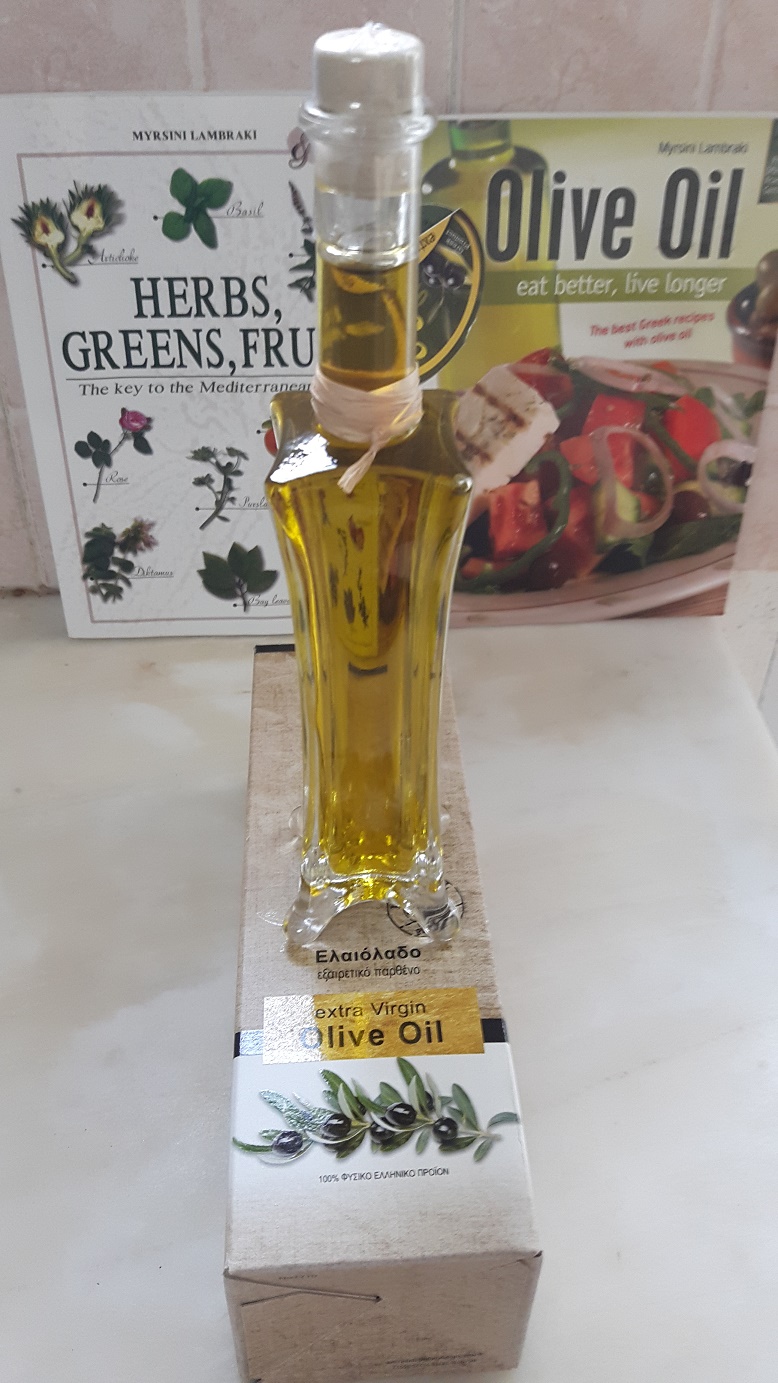 MYRSINI LAMBRAKI
Artichoke
Basil
HERBS,
GREENS, FRU
The key to the Mediterranean
Rose
Dictamus
Bay leaves
Myrsini Lambraki
Olive Oil
eat better, live longer
The best Greek recipes
with olive oil
Ελαιόλαδο
εξαιρετικό παρθένο
extra Virgin
Olive Oil
100% ΦΥΣΙΚΟ ΕΛΛΗΝΙΚΟ ΠΡΟΪΟΝ